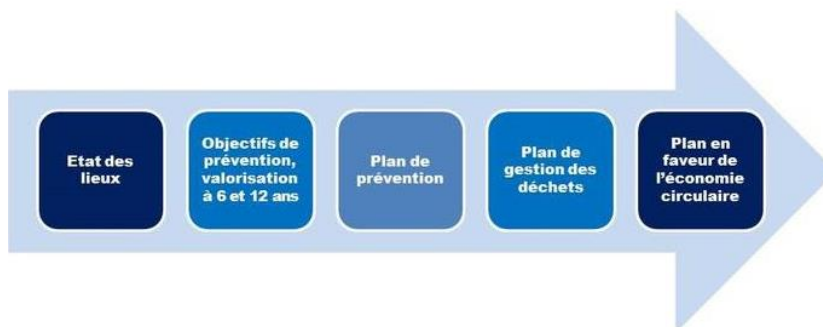 Etat des
lieux
Objectifs de
prévention,
valorisation
à 6 et 12 ans
Plan de
prévention
Plan de
gestion des
déchets
Plan en
faveur de
l'économie
circulaire